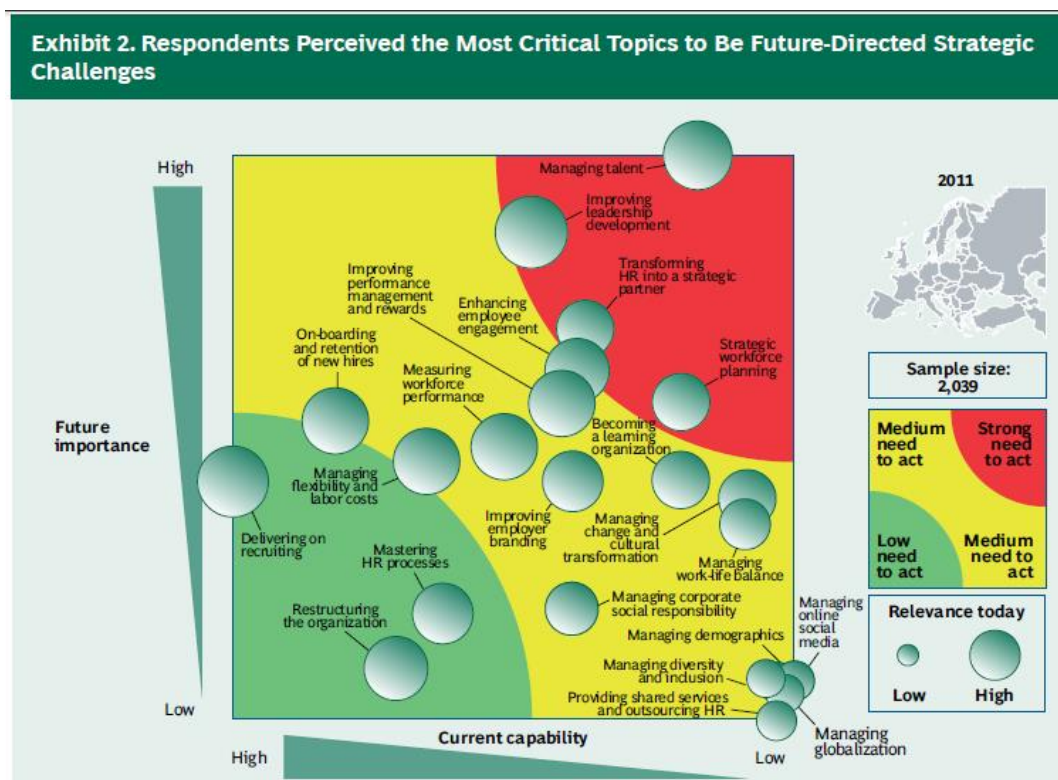 Exhibit 2. Respondents Perceived the Most Critical Topics to Be Future-Directed Strategic
Challenges
High
Future
importance
Low
Managing talent
Improving
leadership
development
Transforming
HR into a strategic
partner
Improving
performance
management
and rewards
Enhancing
employee
engagement
On-boarding
and retention
of new hires
Measuring
workforce
performance
Strategic
workforce
planning
Becoming
a learning
organization
Managing
flexibility and
labor costs
Delivering on
recruiting
Improving
employer
branding
Managing
change and
cultural
transformation
Managing
work-life balance
Mastering
HR processes
Restructuring
the organization
Managing corporate
social responsibility
Managing
online
social
media
Managing demographics
Managing diversity
and inclusion
Providing shared services
and outsourcing HR
Managing
globalization
High
Current capability
Low
2011
Sample size:
2,039
Medium
need
to act
Strong
need
to act
Low
need
to act
Medium
need to
act
Relevance today
Low
High